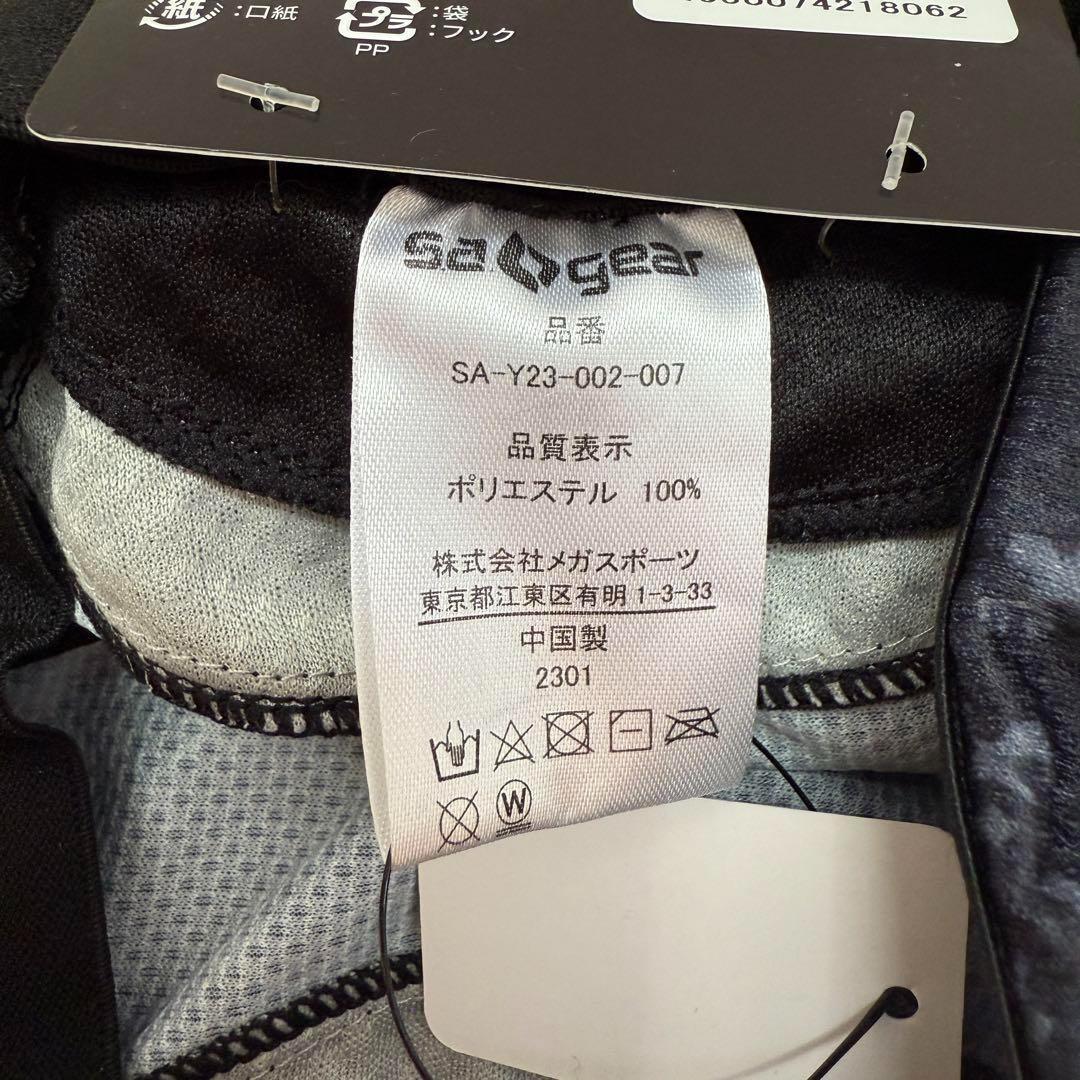 紙 :口紙
プラ :袋
:フック
PP
74218062
sa gear
品番
SA-Y23-002-007
品質表示
ポリエステル 100%
株式会社メガスポーツ
東京都江東区有明 1-3-33
中国製
2301
W